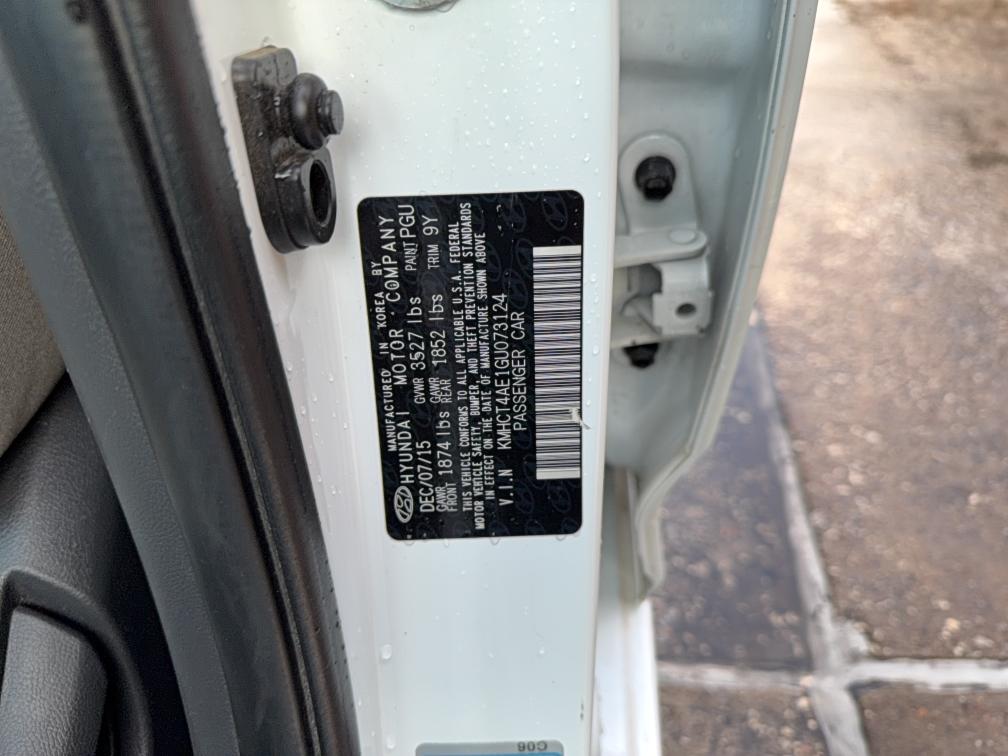 MANUFACTURED IN KOREA BY
HYUNDAI MOTOR COMPANY
DEC/07/15 GVWR 3527 lbs PAINT PGU
GAWR FRONT 1874 lbs GAWR REAR 1852 lbs TRIM 9Y
THIS VEHICLE CONFORMS TO ALL APPLICABLE U.S.A. FEDERAL
MOTOR VEHICLE SAFETY, BUMPER, AND THEFT PREVENTION STANDARDS
IN EFFECT ON THE DATE OF MANUFACTURE SHOWN ABOVE
V.I.N KMHCT4AE1GU073124
PASSENGER CAR
C06